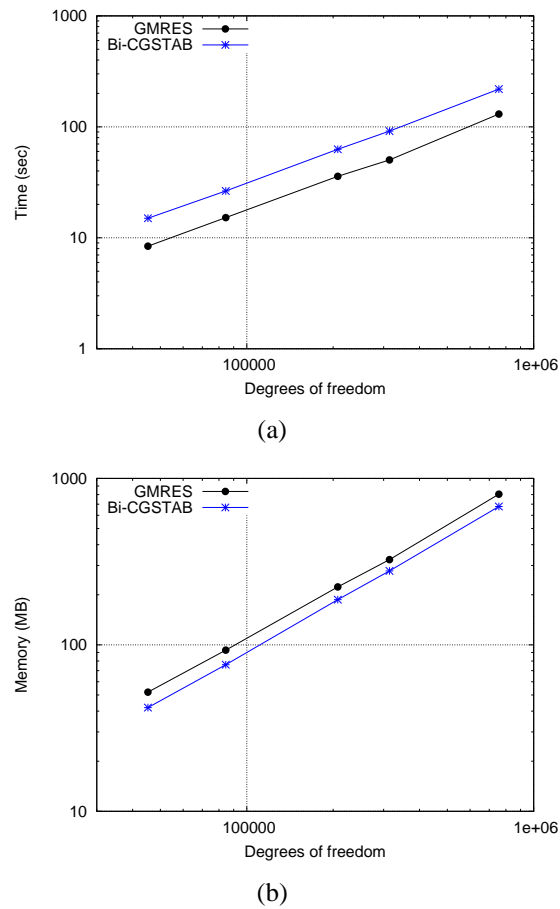 1000
GMRES
Bi-CGSTAB
100
Time (sec)
10
1
100000
1e+06
Degrees of freedom
(a)
1000
GMRES
Bi-CGSTAB
Memory (MB)
100
10
100000
1e+06
Degrees of freedom
(b)